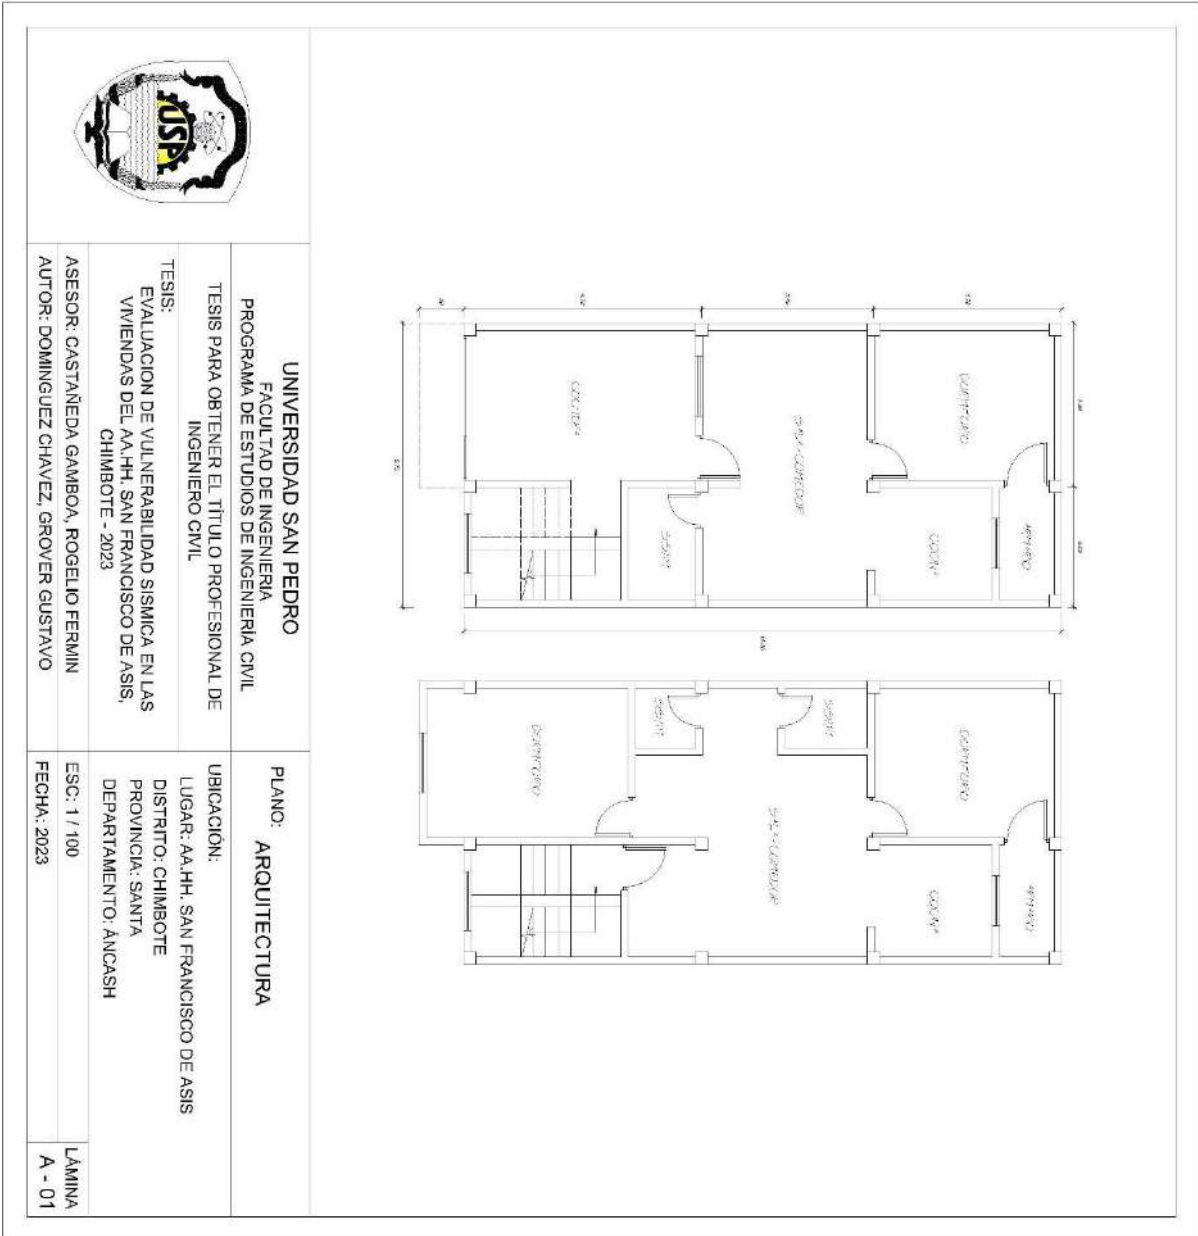 USP
UNIVERSIDAD SAN PEDRO
FACULTAD DE INGENIERIA
PROGRAMA DE ESTUDIOS DE INGENIERÍA CIVIL
TESIS PARA OBTENER EL TÍTULO PROFESIONAL DE
INGENIERO CIVIL
TESIS:
EVALUACION DE VULNERABILIDAD SISMICA EN LAS
VIVIENDAS DEL AA.HH. SAN FRANCISCO DE ASIS,
CHIMBOTE - 2023
ASESOR: CASTAÑEDA GAMBOA, ROGELIO FERMIN
AUTOR: DOMINGUEZ CHAVEZ, GROVER GUSTAVO
PLANO: ARQUITECTURA
UBICACIÓN:
LUGAR: AA.HH. SAN FRANCISCO DE ASIS
DISTRITO: CHIMBOTE
PROVINCIA: SANTA
DEPARTAMENTO: ÁNCASH
ESC: 1 / 100
FECHA: 2023
LÁMINA
A - 01
DORMITORIO
ARMARIO
SALA-COMEDOR
COCINA
COCHERA
DORMITORIO
ARMARIO
COCINA
SALA-COMEDOR
DORMITORIO